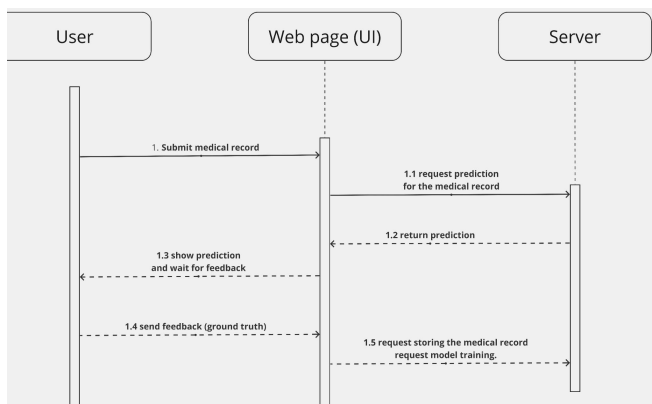 User
Web page (UI)
Server
1. Submit medical record
1.1 request prediction
for the medical record
1.2 return prediction
1.3 show prediction
and wait for feedback
1.4 send feedback (ground truth)
1.5 request storing the medical record
request model training.